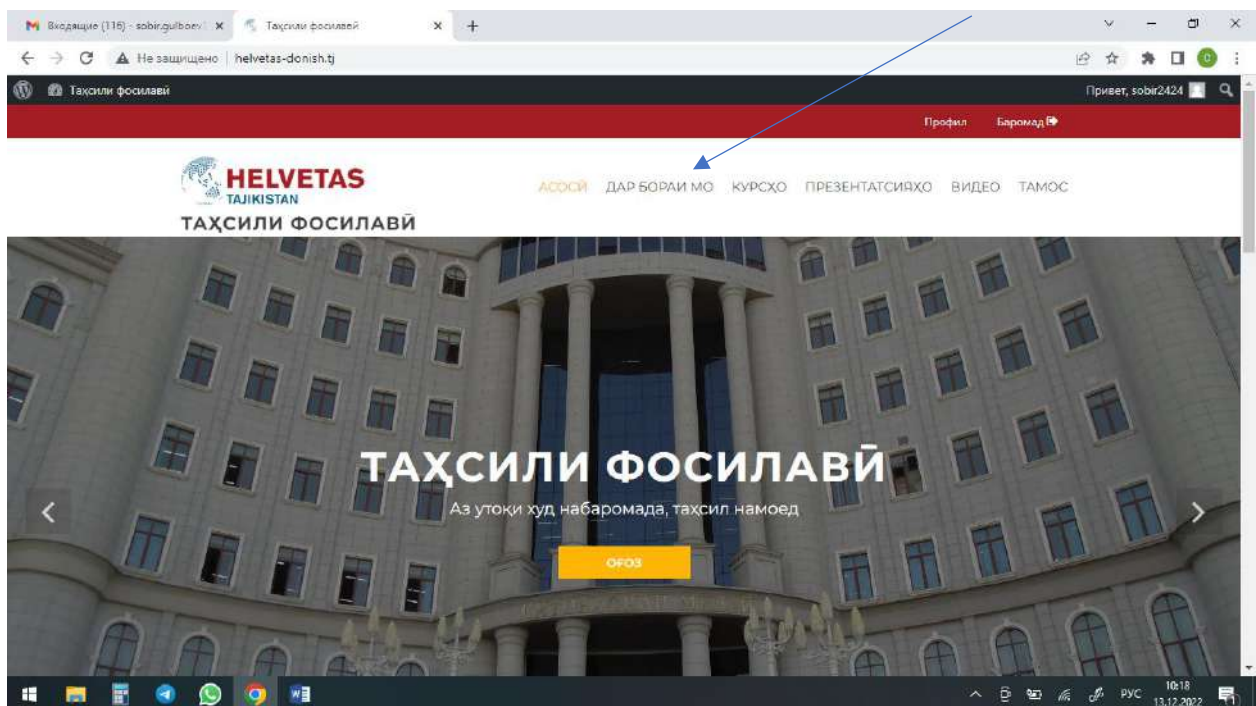 Входящие (116) - sobir.gulboev
Таҳсили фосилавӣ
Не защищено helvetas-donish.tj
Таҳсили фосилавӣ
Привет, sobir2424
Профил Баромад
HELVETAS
TAJIKISTAN
ТАҲСИЛИ ФОСИЛАВӢ
АСОСӢ ДАР БОРАИ МО КУРСҲО ПРЕЗЕНТАТСИЯҲО ВИДЕО ТАМОС
ТАҲСИЛИ ФОСИЛАВӢ
Аз утоқи худ набаромада, таҳсил намоед
ОҒОЗ
РУС
10:18
13.12.2022